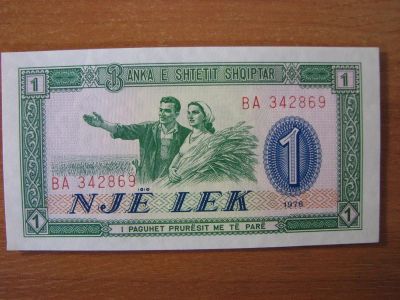 1 BANKA E SHTETIT SHQIPTAR 1
BA 342869
1
BA 342869
NJE LEK
1976
1 I PAGUHET PRURËSIT ME TË PARË 1